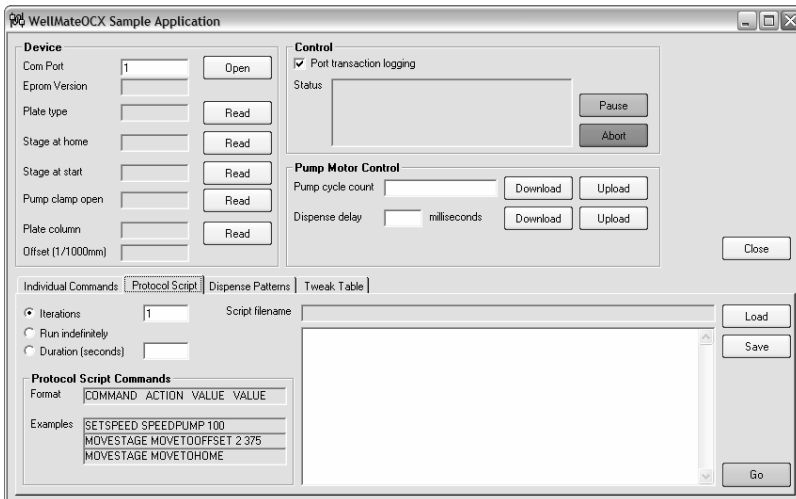 WellMateOCX Sample Application
Device
Com Port 1 Open
Eprom Version
Plate type Read
Stage at home Read
Stage at start Read
Pump clamp open Read
Plate column Read
Offset (1/1000mm)
Control
Port transaction logging
Status
Pause
Abort
Pump Motor Control
Pump cycle count Download Upload
Dispense delay milliseconds Download Upload
Close
Individual Commands Protocol Script Dispense Patterns Tweak Table
Iterations 1
Run indefinitely
Duration (seconds)
Script filename Load
Save
Protocol Script Commands
Format COMMAND ACTION VALUE VALUE
Examples SETSPEED SPEEDPUMP 100
MOVESTAGE MOVETOOFFSET 2 375
MOVESTAGE MOVETOHOME
Go